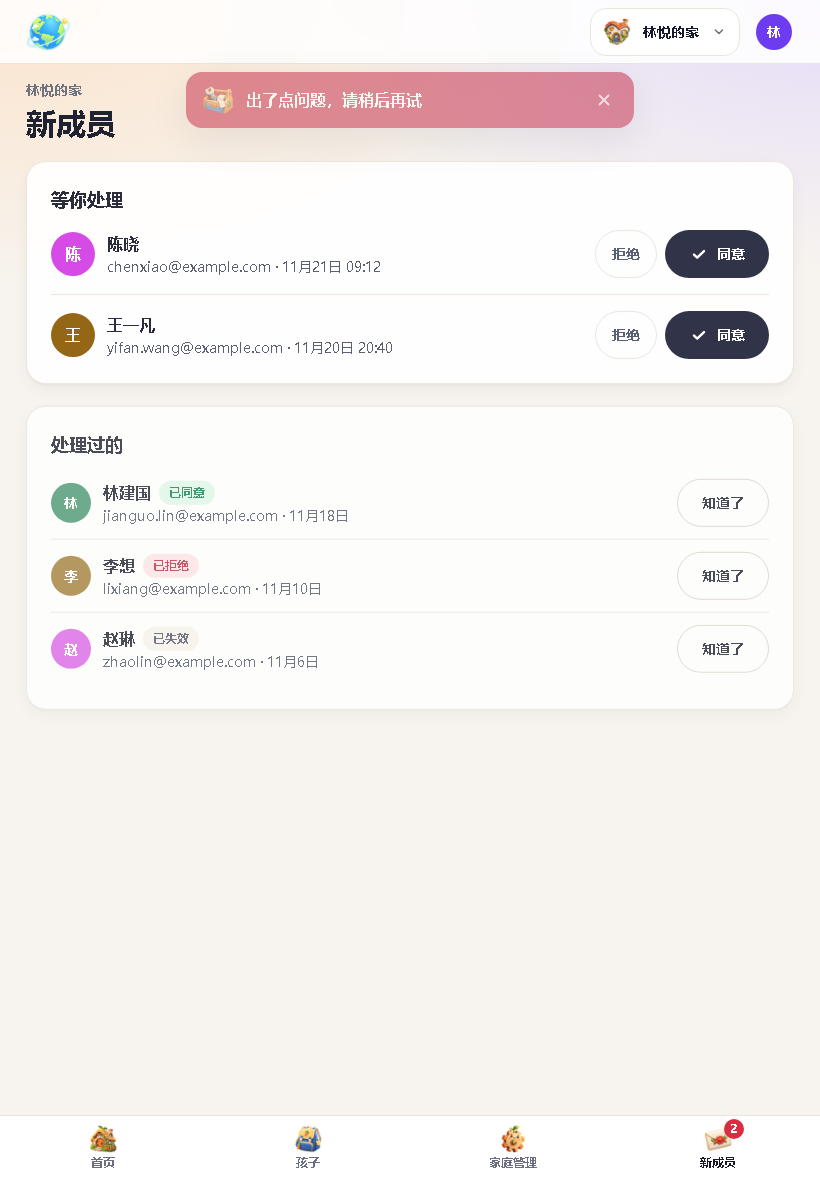 林悦的家
林
林悦的家
新成员
出了点问题，请稍后再试
等你处理
陈
陈晓
chenxiao@example.com · 11月21日 09:12
拒绝
同意
王
王一凡
yifan.wang@example.com · 11月20日 20:40
拒绝
同意
处理过的
林
林建国 已同意
jianguo.lin@example.com · 11月18日
知道了
李
李想 已拒绝
lixiang@example.com · 11月10日
知道了
赵
赵琳 已失效
zhaolin@example.com · 11月6日
知道了
首页
孩子
家庭管理
2
新成员